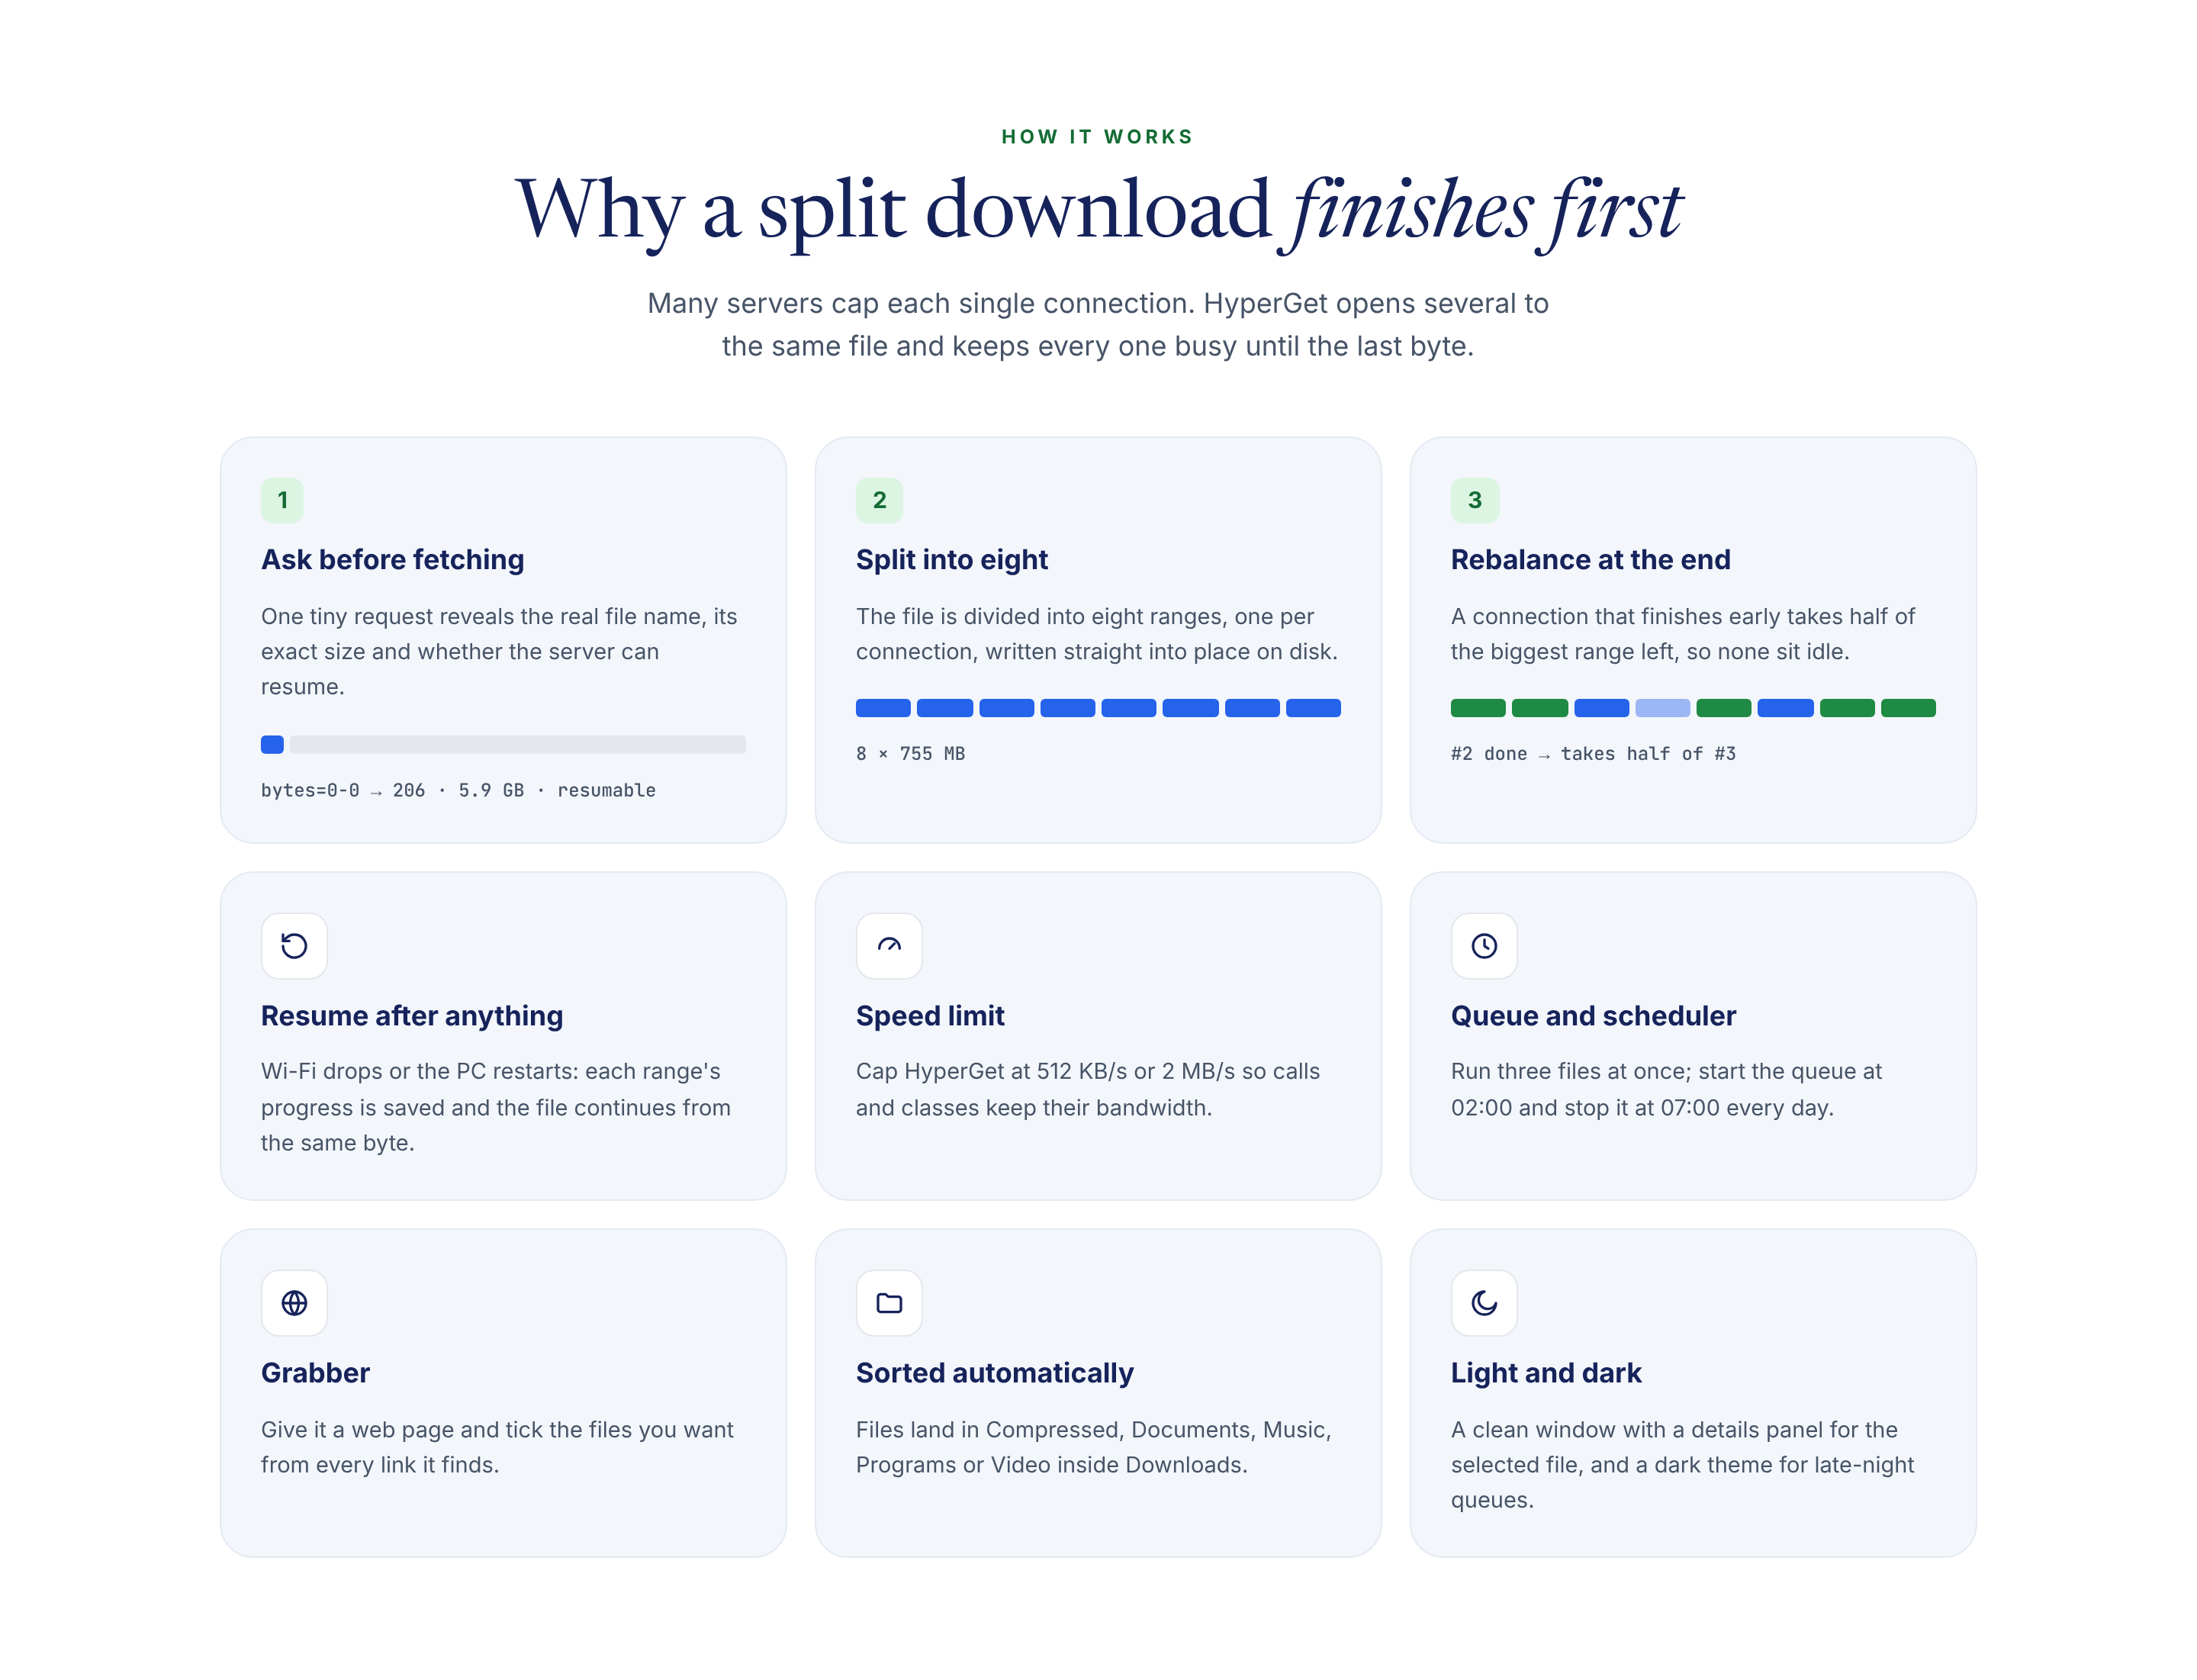 HOW IT WORKS
Why a split download finishes first
Many servers cap each single connection. HyperGet opens several to
the same file and keeps every one busy until the last byte.
1
Ask before fetching
One tiny request reveals the real file name, its
exact size and whether the server can
resume.
bytes=0-0 → 206 · 5.9 GB · resumable
2
Split into eight
The file is divided into eight ranges, one per
connection, written straight into place on disk.
8 × 755 MB
3
Rebalance at the end
A connection that finishes early takes half of
the biggest range left, so none sit idle.
#2 done → takes half of #3
Resume after anything
Wi-Fi drops or the PC restarts: each range's
progress is saved and the file continues from
the same byte.
Speed limit
Cap HyperGet at 512 KB/s or 2 MB/s so calls
and classes keep their bandwidth.
Queue and scheduler
Run three files at once; start the queue at
02:00 and stop it at 07:00 every day.
Grabber
Give it a web page and tick the files you want
from every link it finds.
Sorted automatically
Files land in Compressed, Documents, Music,
Programs or Video inside Downloads.
Light and dark
A clean window with a details panel for the
selected file, and a dark theme for late-night
queues.